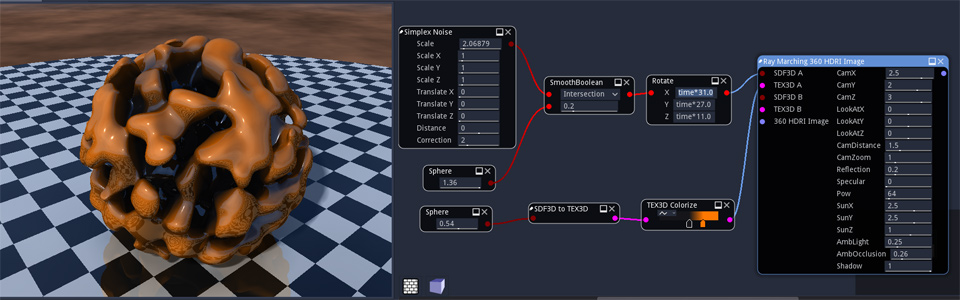 Simplex Noise
Scale 2.06879
Scale X 1
Scale Y 1
Scale Z 1
Translate X 0
Translate Y 0
Translate Z 0
Distance 0
Correction 2
Sphere
1.36
Sphere
0.54
SmoothBoolean
Intersection
0.2
SDF3D to TEX3D
Rotate
X time*31.0
Y time*27.0
Z time*11.0
TEX3D Colorize
Ray Marching 360 HDRI Image
SDF3D A CamX 2.5
TEX3D A CamY 2
SDF3D B CamZ 3
TEX3D B LookAtX 0
360 HDRI Image LookAtY 0
LookAtZ 0
CamDistance 1.5
CamZoom 1
Reflection 0.2
Specular 0
Pow 64
SunX 2.5
SunY 2.5
SunZ 1
AmbLight 0.25
AmbOcclusion 0.26
Shadow 1